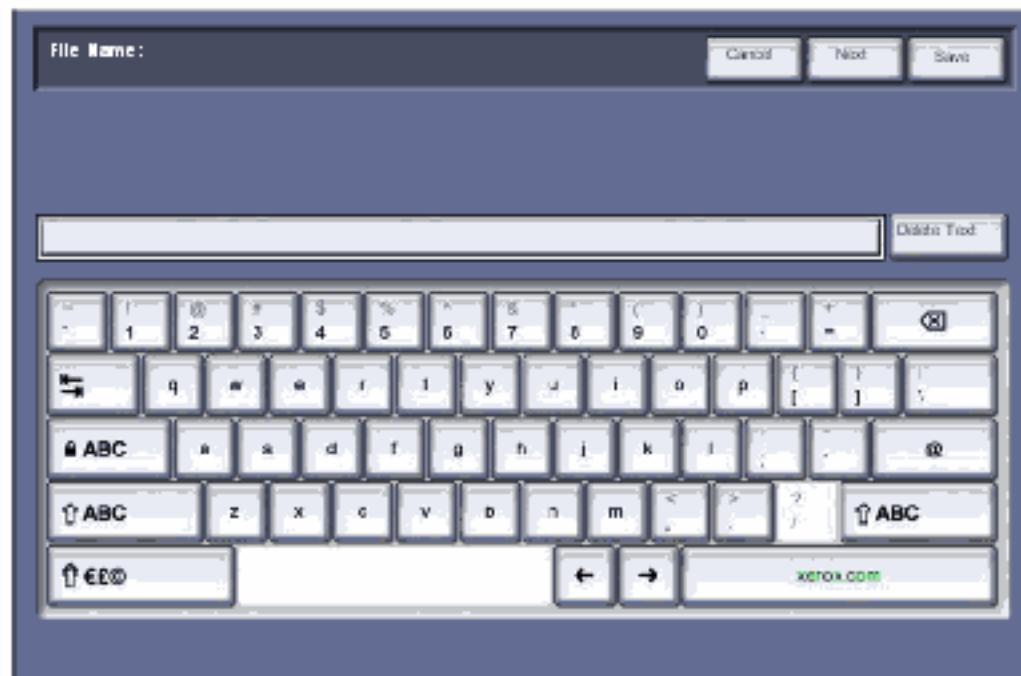 File Name:
Cancel Next Save
Delete Text
! @ # $ % ^ & ( ) +
1 2 3 4 5 6 7 8 9 0 - =
q w e r t y u i o p { [ } ]
ABC a s d f g h j k l @
ABC z x c v b n m < , > . ? / ABC
€£© ← → xerox.com